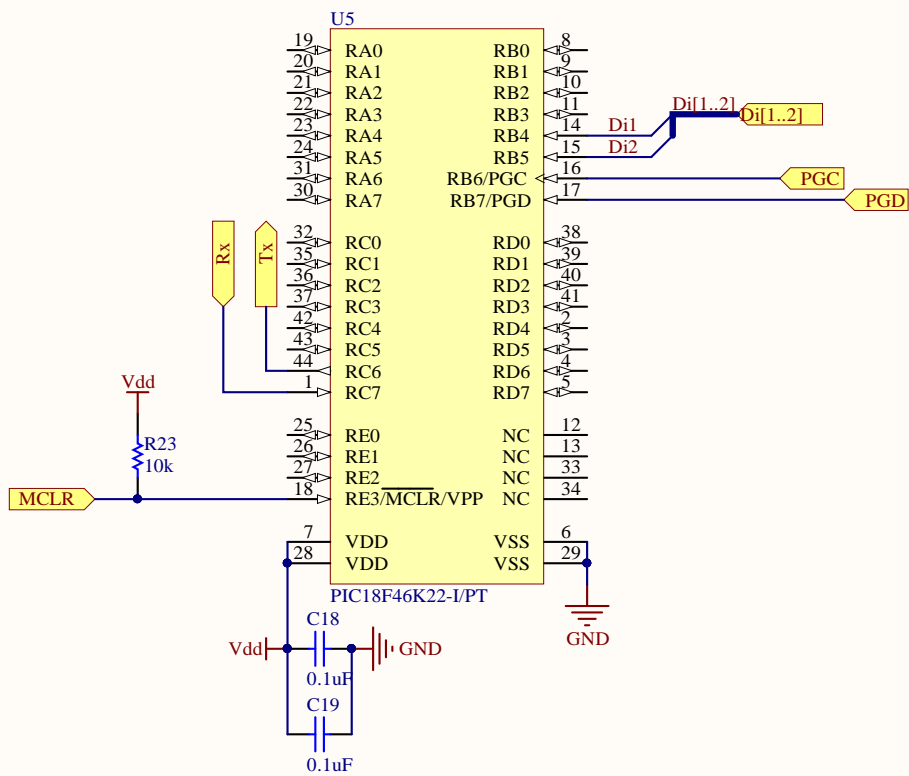 U5
19 RA0 RB0 8
20 RA1 RB1 9
21 RA2 RB2 10
22 RA3 RB3 11 Di[1..2] Di[1..2]
23 RA4 RB4 14 Di1
24 RA5 RB5 15 Di2
31 RA6 RB6/PGC 16 PGC
30 RA7 RB7/PGD 17 PGD
Rx Tx
32 RC0 RD0 38
35 RC1 RD1 39
36 RC2 RD2 40
37 RC3 RD3 41
42 RC4 RD4 2
43 RC5 RD5 3
44 RC6 RD6 4
1 RC7 RD7 5
Vdd
25 RE0 NC 12
R23
26 RE1 NC 13
10k
27 RE2 NC 33
MCLR 18 RE3/MCLR/VPP NC 34
7 VDD VSS 6
28 VDD VSS 29
PIC18F46K22-I/PT
C18
GND
Vdd GND
0.1uF
C19
0.1uF